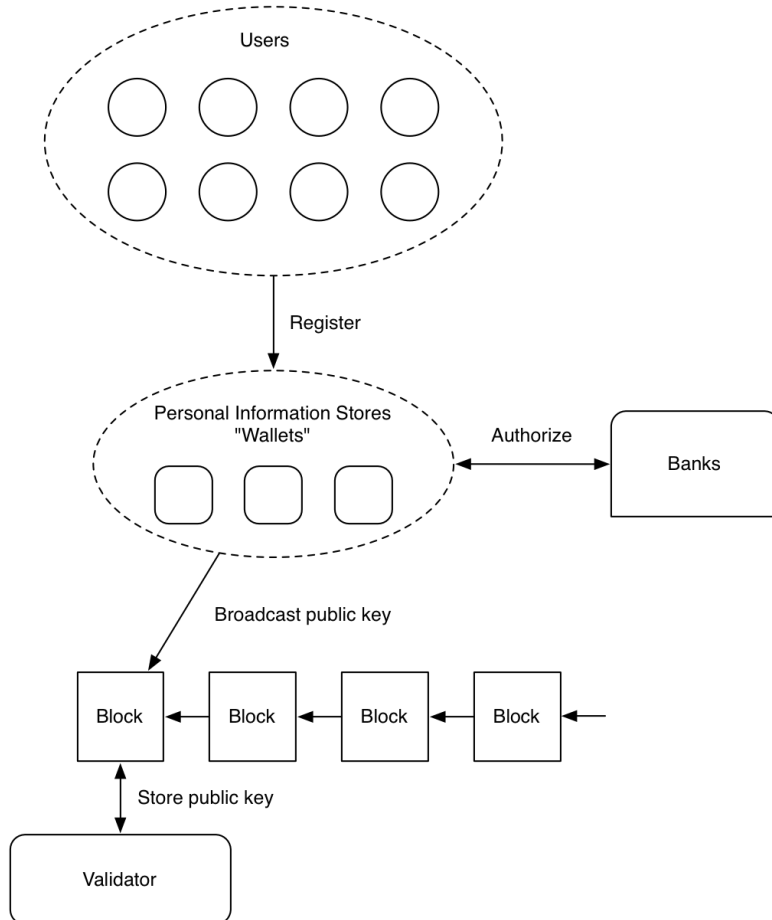 Users
Register
Personal Information Stores
"Wallets"
Authorize
Banks
Broadcast public key
Block
Block
Block
Block
Store public key
Validator